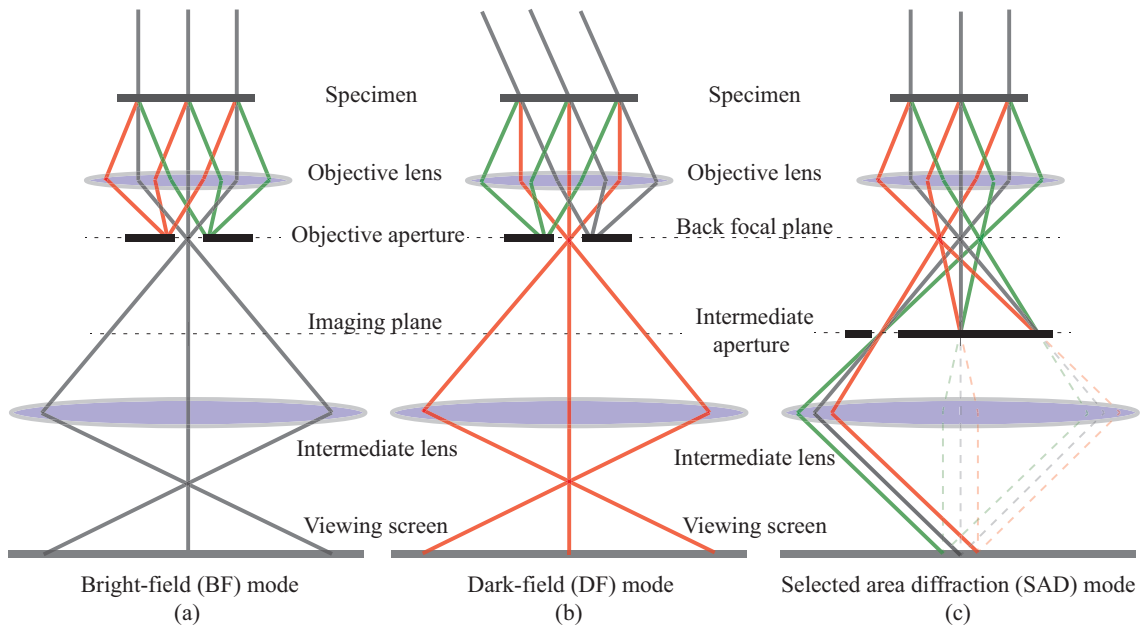 Specimen
Specimen
Objective lens
Objective lens
Objective aperture
Back focal plane
Imaging plane
Intermediate
aperture
Intermediate lens
Intermediate lens
Viewing screen
Viewing screen
Bright-field (BF) mode
(a)
Dark-field (DF) mode
(b)
Selected area diffraction (SAD) mode
(c)